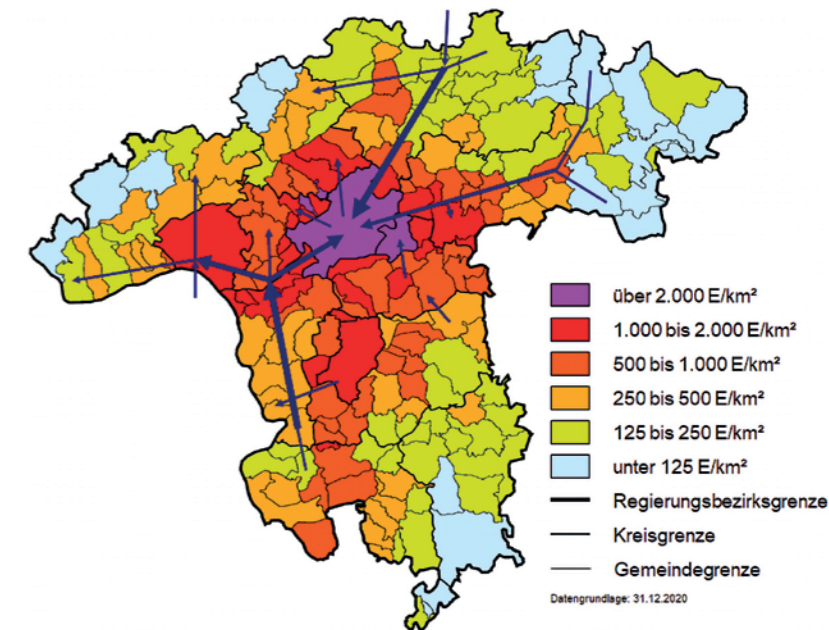 über 2.000 E/km²
1.000 bis 2.000 E/km²
500 bis 1.000 E/km²
250 bis 500 E/km²
125 bis 250 E/km²
unter 125 E/km²
Regierungsbezirksgrenze
Kreisgrenze
Gemeindegrenze
Datengrundlage: 31.12.2020